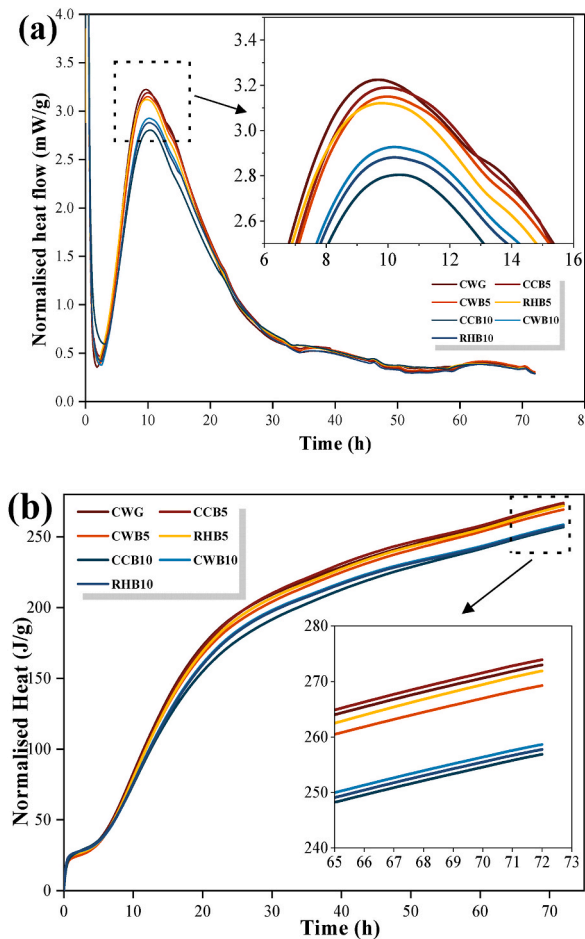 (a)
Normalised heat flow (mW/g)
4.0
3.5
3.0
2.5
2.0
1.5
1.0
0.5
0.0
0 10 20 30 40 50 60 70 8
Time (h)
3.4
3.2
3.0
2.8
2.6
6 8 10 12 14 16
CWG CCB5
CWB5 RHB5
CCB10 CWB10
RHB10
(b)
Normalised Heat (J/g)
250
200
150
100
50
0
0 10 20 30 40 50 60 70
Time (h)
CWG CCB5
CWB5 RHB5
CCB10 CWB10
RHB10
280
270
260
250
240
65 66 67 68 69 70 71 72 73